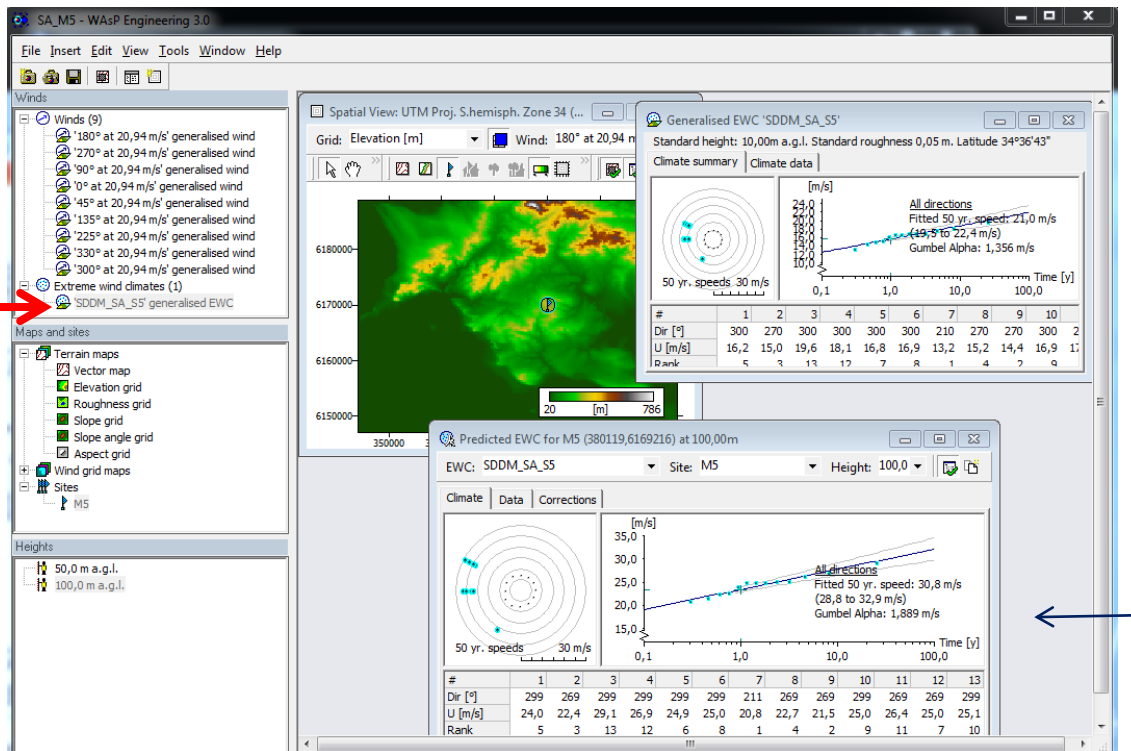 SA_M5 - WAsP Engineering 3.0
File Insert Edit View Tools Window Help
Winds
Winds (9)
'180° at 20,94 m/s' generalised wind
'270° at 20,94 m/s' generalised wind
'90° at 20,94 m/s' generalised wind
'0° at 20,94 m/s' generalised wind
'45° at 20,94 m/s' generalised wind
'135° at 20,94 m/s' generalised wind
'225° at 20,94 m/s' generalised wind
'330° at 20,94 m/s' generalised wind
'300° at 20,94 m/s' generalised wind
Extreme wind climates (1)
'SDDM_SA_S5' generalised EWC
Maps and sites
Terrain maps
Vector map
Elevation grid
Roughness grid
Slope grid
Slope angle grid
Aspect grid
Wind grid maps
Sites
M5
Heights
50,0 m a.g.l.
100,0 m a.g.l.
Spatial View: UTM Proj. S.hemisph. Zone 34 (...
Grid: Elevation [m] Wind: 180° at 20,94 m
6180000
6170000
6160000
6150000
350000
20 [m] 786
Generalised EWC 'SDDM_SA_S5'
Standard height: 10,00m a.g.l. Standard roughness 0,05 m. Latitude 34°36'43"
Climate summary Climate data
50 yr. speeds 30 m/s
[m/s]
24,0
10,0
All directions
Fitted 50 yr. speed: 21,0 m/s
(19,5 to 22,4 m/s)
Gumbel Alpha: 1,356 m/s
0,1 1,0 10,0 100,0
Time [y]
# 1 2 3 4 5 6 7 8 9 10
Dir [°] 300 270 300 300 300 300 210 270 270 300 2
U [m/s] 16,2 15,0 19,6 18,1 16,8 16,9 13,2 15,2 14,4 16,9 17
Rank 5 3 13 12 7 8 1 4 2 9
Predicted EWC for M5 (380119,6169216) at 100,00m
EWC: SDDM_SA_S5 Site: M5 Height: 100,0
Climate Data Corrections
50 yr. speeds 30 m/s
[m/s]
35,0
30,0
25,0
20,0
15,0
All directions
Fitted 50 yr. speed: 30,8 m/s
(28,8 to 32,9 m/s)
Gumbel Alpha: 1,889 m/s
Time [y]
0,1 1,0 10,0 100,0
# 1 2 3 4 5 6 7 8 9 10 11 12 13
Dir [°] 299 269 299 299 299 299 211 269 269 299 269 269 299
U [m/s] 24,0 22,4 29,1 26,9 24,9 25,0 20,8 22,7 21,5 25,0 26,4 25,0 25,1
Rank 5 3 13 12 6 8 1 4 2 9 11 7 10